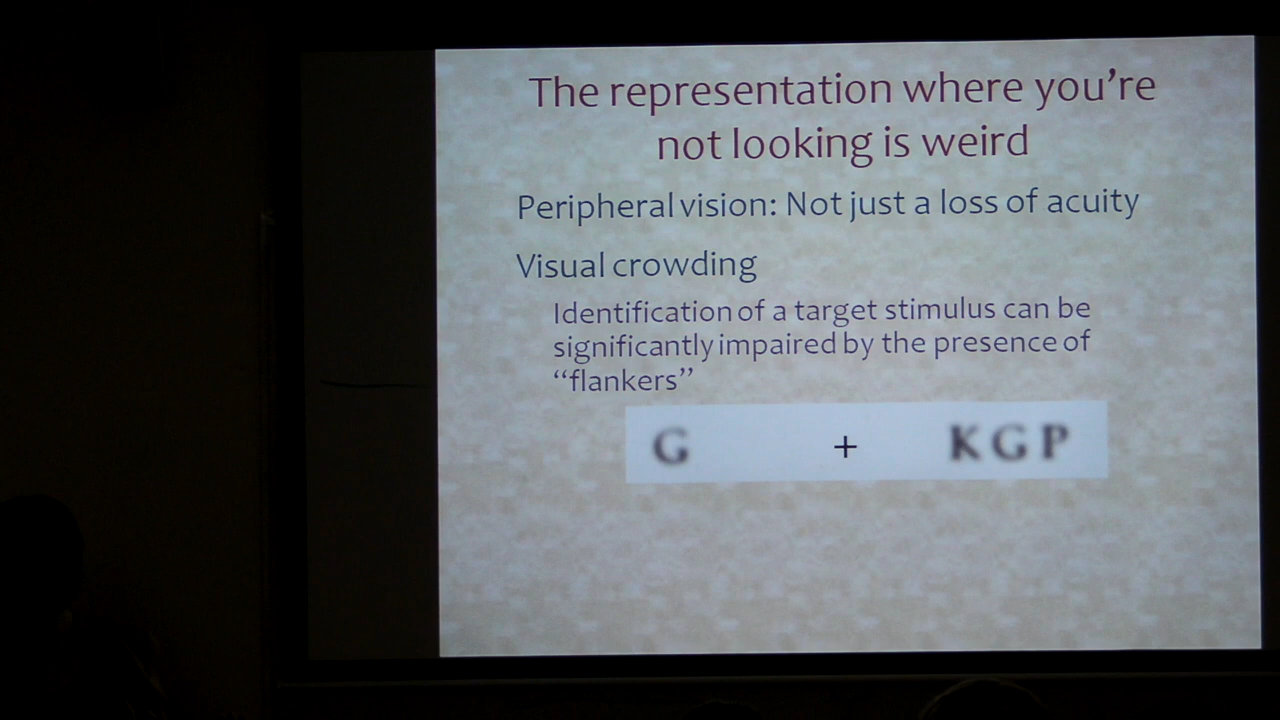 The representation where you’re
not looking is weird
Peripheral vision: Not just a loss of acuity
Visual crowding
Identification of a target stimulus can be
significantly impaired by the presence of
“flankers”
G + K G P